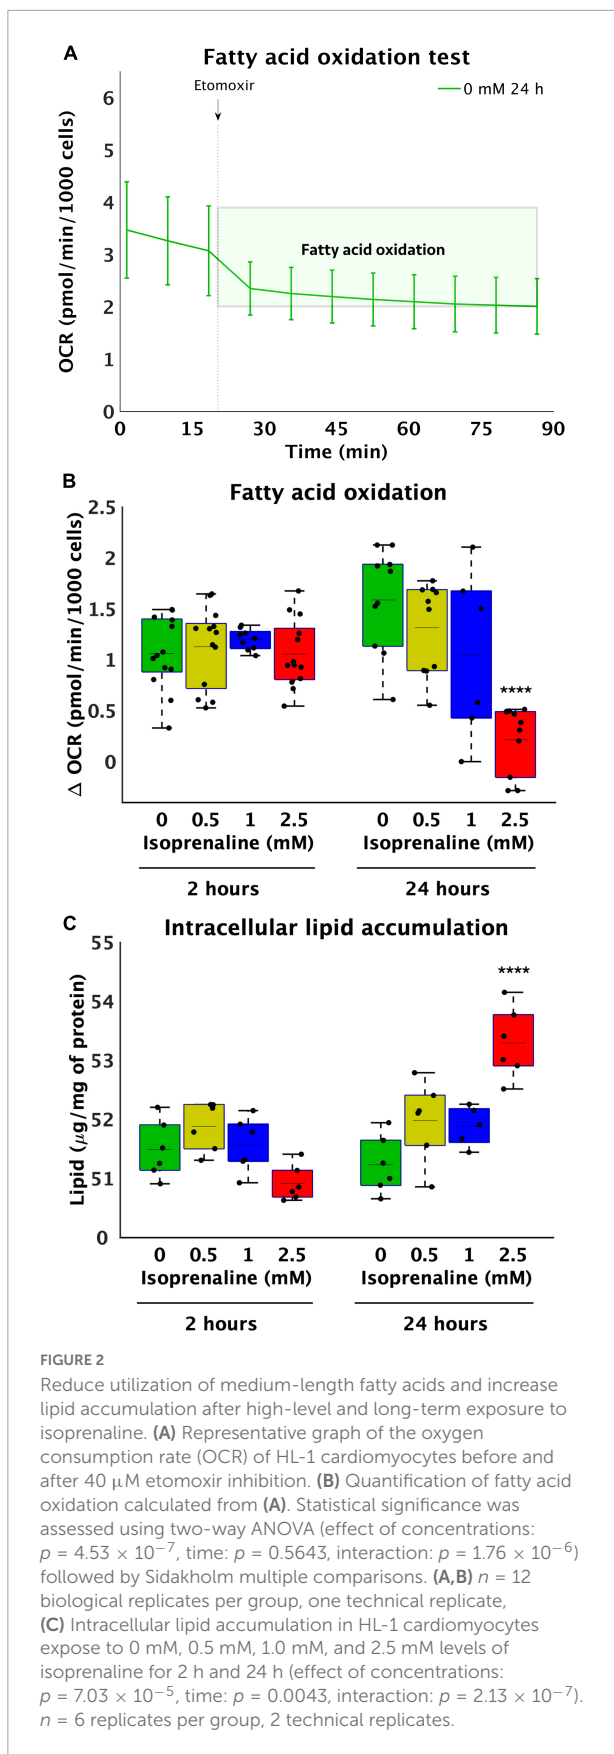 A
Fatty acid oxidation test
Etomoxir
0 mM 24 h
OCR (pmol/min/1000 cells)
6
5
4
3
2
1
0
Fatty acid oxidation
0 15 30 45 60 75 90
Time (min)
B
Fatty acid oxidation
Δ OCR (pmol/min/1000 cells)
2.5
2
1.5
1
0.5
0
****
0 0.5 1 2.5 0 0.5 1 2.5
Isoprenaline (mM) Isoprenaline (mM)
2 hours 24 hours
C
Intracellular lipid accumulation
Lipid (µg/mg of protein)
55
54
53
52
51
0
****
0 0.5 1 2.5 0 0.5 1 2.5
Isoprenaline (mM) Isoprenaline (mM)
2 hours 24 hours
FIGURE 2
Reduce utilization of medium-length fatty acids and increase
lipid accumulation after high-level and long-term exposure to
isoprenaline. (A) Representative graph of the oxygen
consumption rate (OCR) of HL-1 cardiomyocytes before and
after 40 µM etomoxir inhibition. (B) Quantification of fatty acid
oxidation calculated from (A). Statistical significance was
assessed using two-way ANOVA (effect of concentrations:
p = 4.53 × 10⁻⁷, time: p = 0.5643, interaction: p = 1.76 × 10⁻⁶)
followed by Sidakholm multiple comparisons. (A,B) n = 12
biological replicates per group, one technical replicate,
(C) Intracellular lipid accumulation in HL-1 cardiomyocytes
expose to 0 mM, 0.5 mM, 1.0 mM, and 2.5 mM levels of
isoprenaline for 2 h and 24 h (effect of concentrations:
p = 7.03 × 10⁻⁵, time: p = 0.0043, interaction: p = 2.13 × 10⁻⁷).
n = 6 replicates per group, 2 technical replicates.